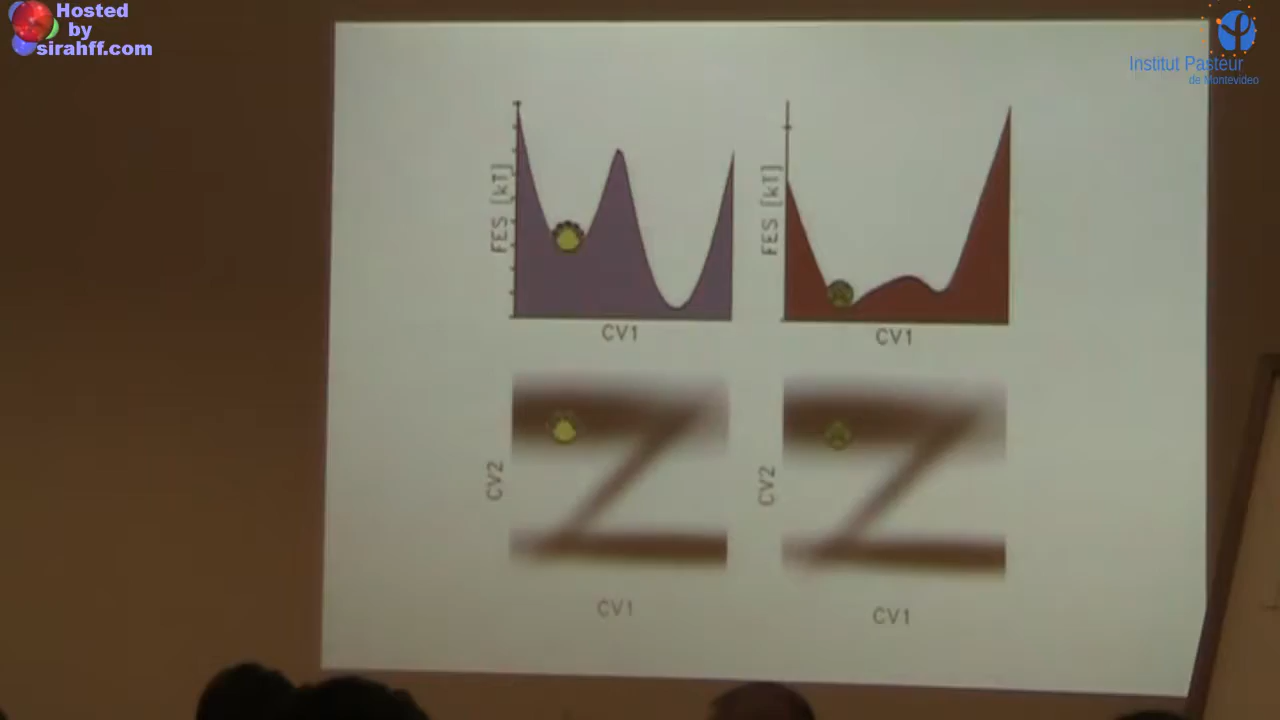 Hosted
by
sirahff.com
Institut Pasteur
de Montevideo
FES [kT]
CV1
FES [kT]
CV1
CV2
CV1
CV2
CV1